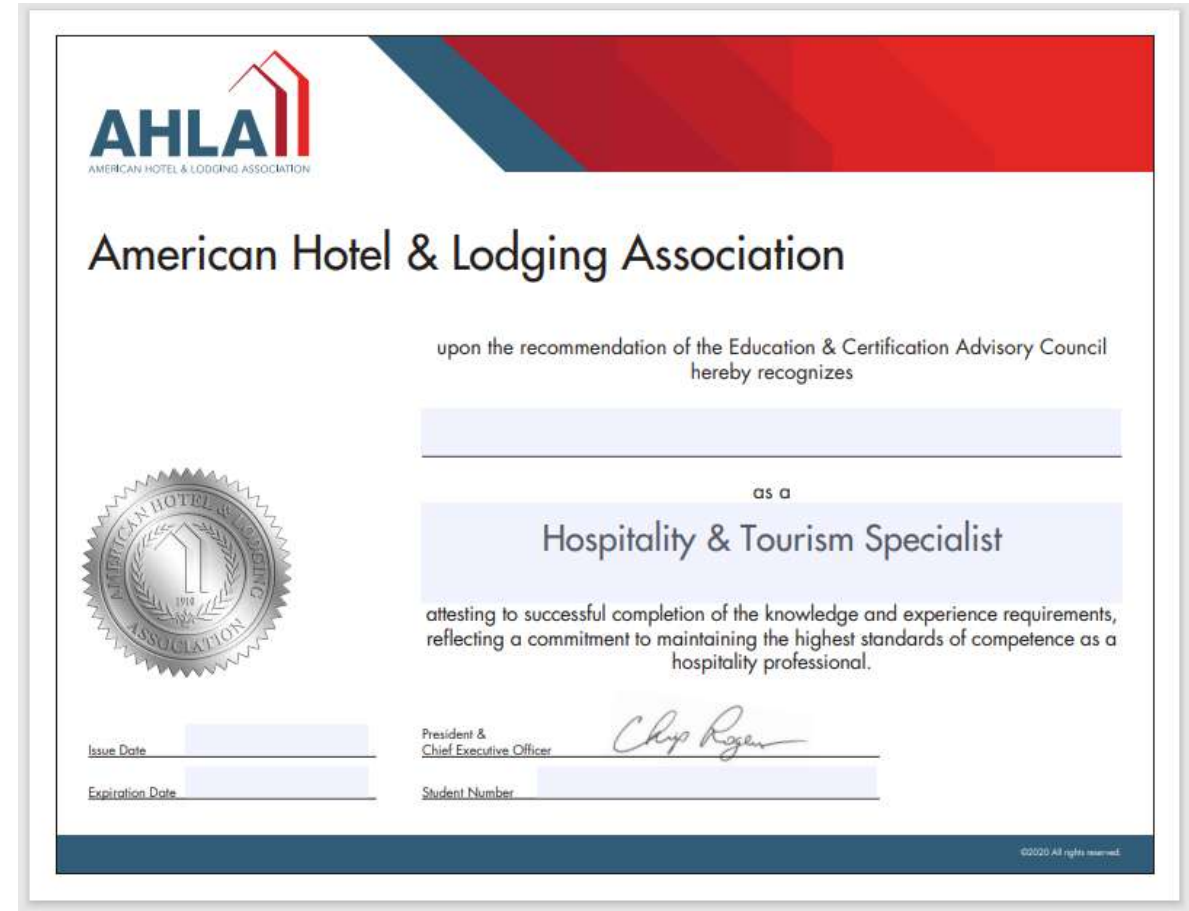 AHLA
AMERICAN HOTEL & LODGING ASSOCIATION
American Hotel & Lodging Association
upon the recommendation of the Education & Certification Advisory Council
hereby recognizes
as a
Hospitality & Tourism Specialist
AMERICAN HOTEL & LODGING
ASSOCIATION
1910
attesting to successful completion of the knowledge and experience requirements,
reflecting a commitment to maintaining the highest standards of competence as a
hospitality professional.
Issue Date
President &
Chief Executive Officer
Chip Rogers
Expiration Date
Student Number
©2020 All rights reserved.